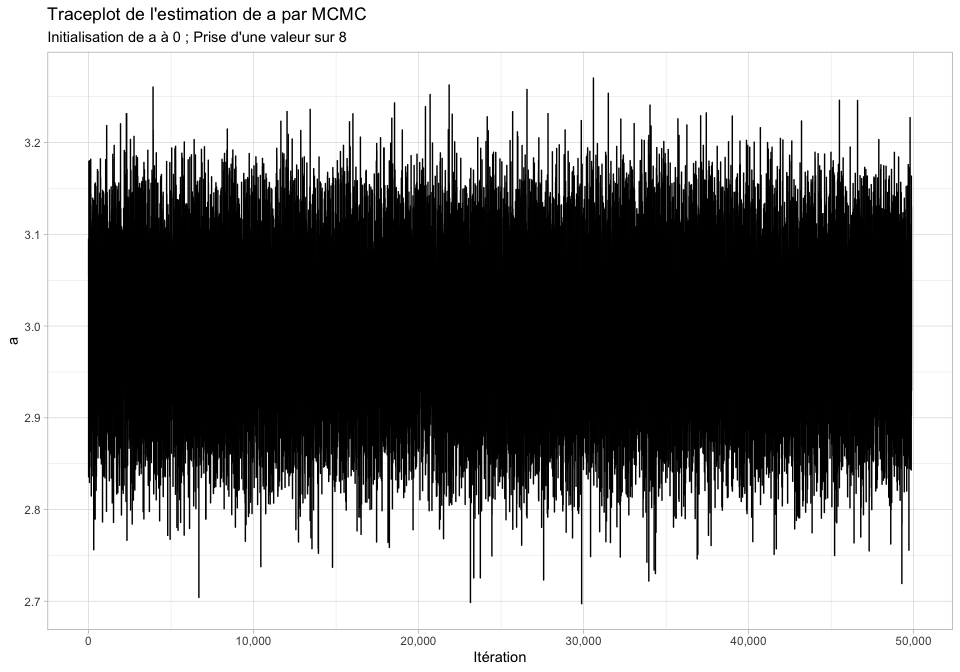 Traceplot de l'estimation de a par MCMC
Initialisation de a à 0 ; Prise d'une valeur sur 8
a
3.2
3.1
3.0
2.9
2.8
2.7
0 10,000 20,000 30,000 40,000 50,000
Itération